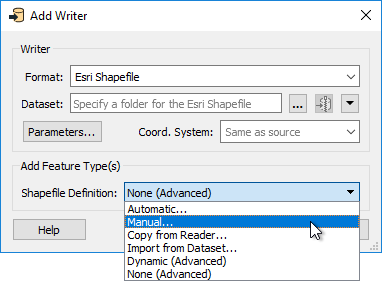 Add Writer
Writer
Format: Esri Shapefile
Dataset: Specify a folder for the Esri Shapefile ...
Parameters... Coord. System: Same as source
Add Feature Type(s)
Shapefile Definition: None (Advanced)
Automatic...
Manual...
Copy from Reader...
Import from Dataset...
Dynamic (Advanced)
None (Advanced)
Help